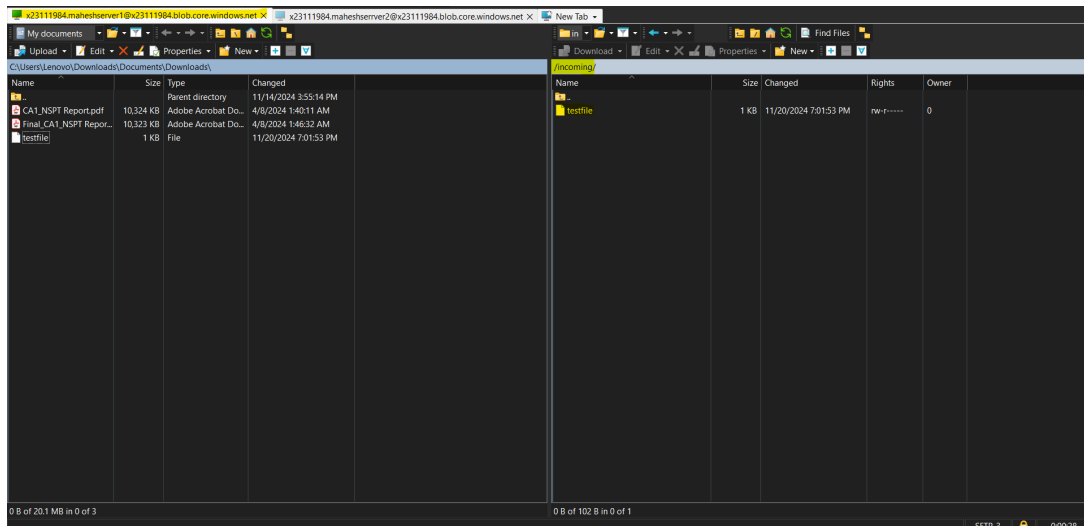 x23111984.maheshserver1@x23111984.blob.core.windows.net × x23111984.maheshserrver2@x23111984.blob.core.windows.net × New Tab
My documents in Find Files
Upload Edit Properties New Download Edit Properties New
C:\Users\Lenovo\Downloads\Documents\Downloads\ /incoming/
Name Size Type Changed Name Size Changed Rights Owner
.. Parent directory 11/14/2024 3:55:14 PM ..
CA1_NSPT Report.pdf 10,324 KB Adobe Acrobat Do... 4/8/2024 1:40:11 AM testfile 1 KB 11/20/2024 7:01:53 PM rw-r----- 0
Final_CA1_NSPT Repor... 10,323 KB Adobe Acrobat Do... 4/8/2024 1:46:32 AM
testfile 1 KB File 11/20/2024 7:01:53 PM
0 B of 20.1 MB in 0 of 3 0 B of 102 B in 0 of 1
SFTP-3 0:00:28